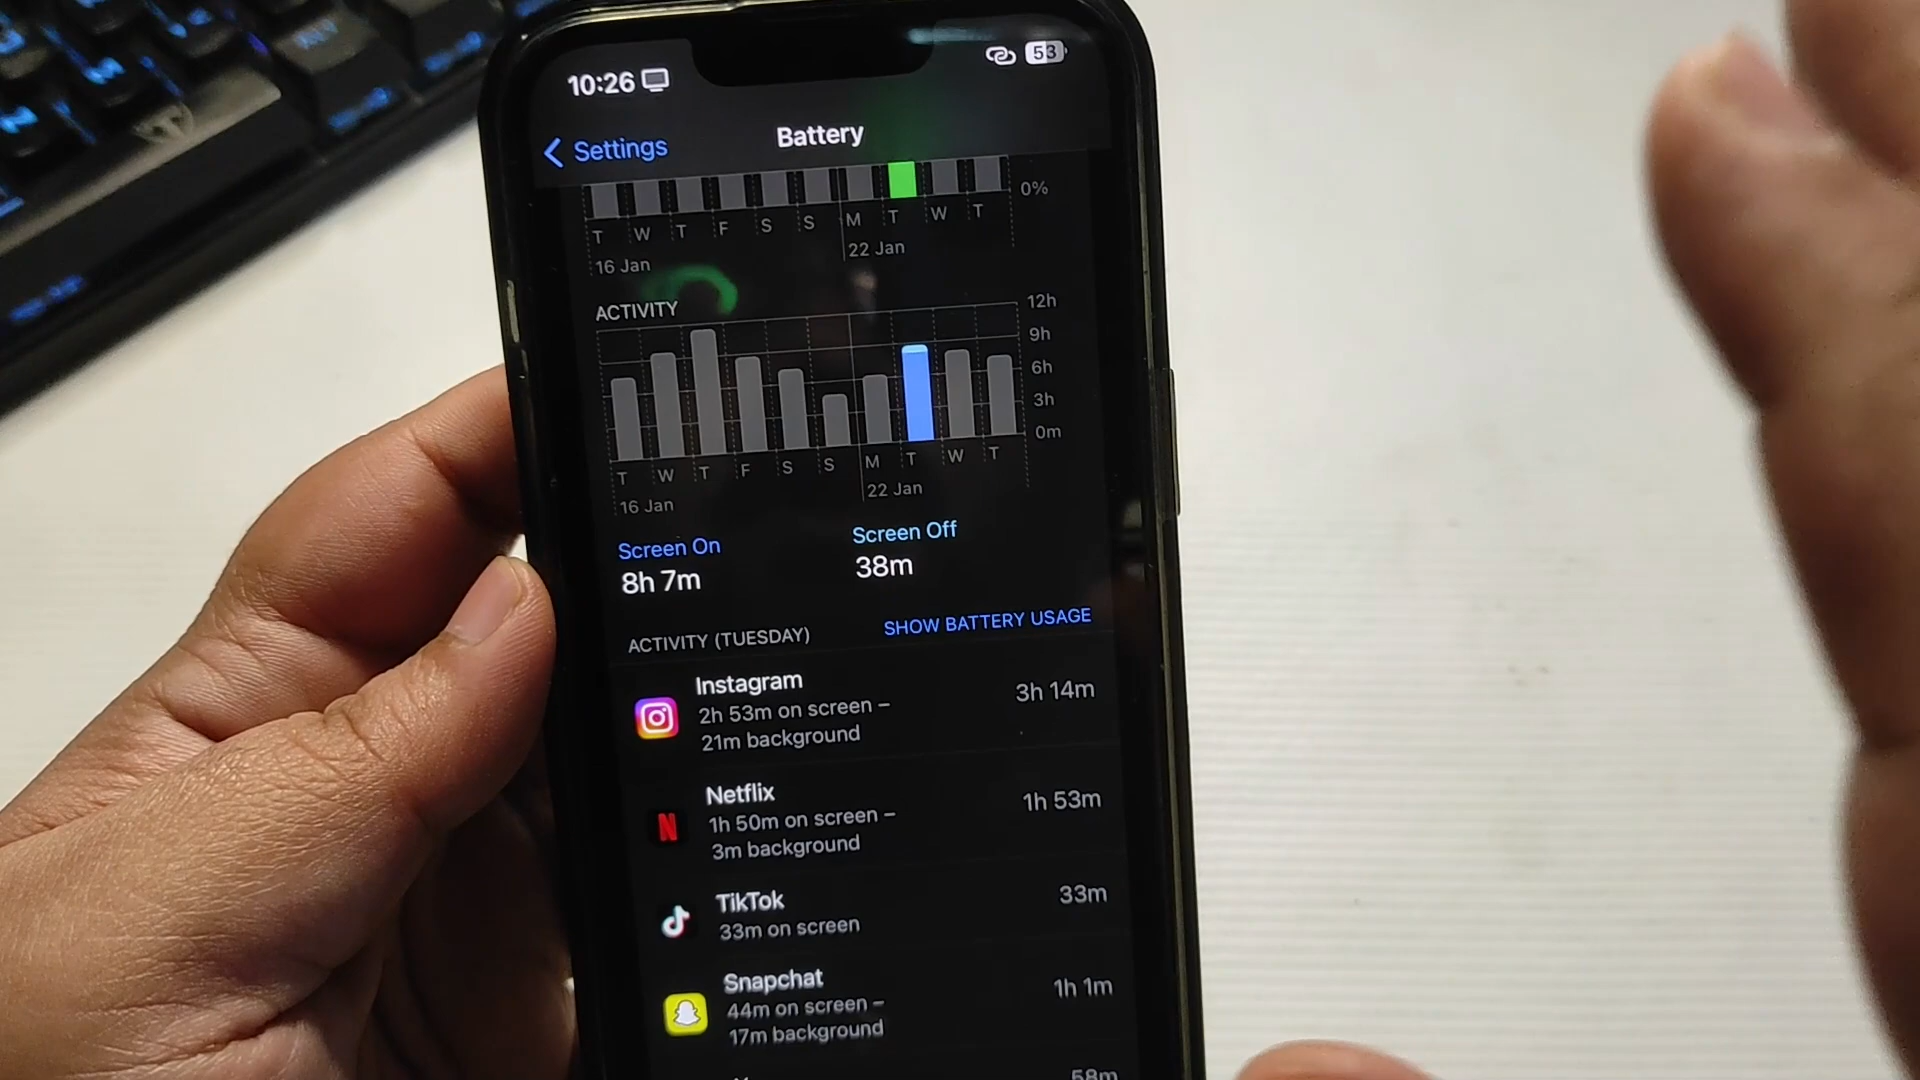 10:26
53
Settings
Battery
0%
T W T F S S M T W T
16 Jan
22 Jan
ACTIVITY
12h
9h
6h
3h
0m
T W T F S S M T W T
16 Jan
22 Jan
Screen On
Screen Off
8h 7m
38m
ACTIVITY (TUESDAY)
SHOW BATTERY USAGE
Instagram
3h 14m
2h 53m on screen –
21m background
Netflix
1h 53m
1h 50m on screen –
3m background
TikTok
33m
33m on screen
Snapchat
1h 1m
44m on screen –
17m background
58m